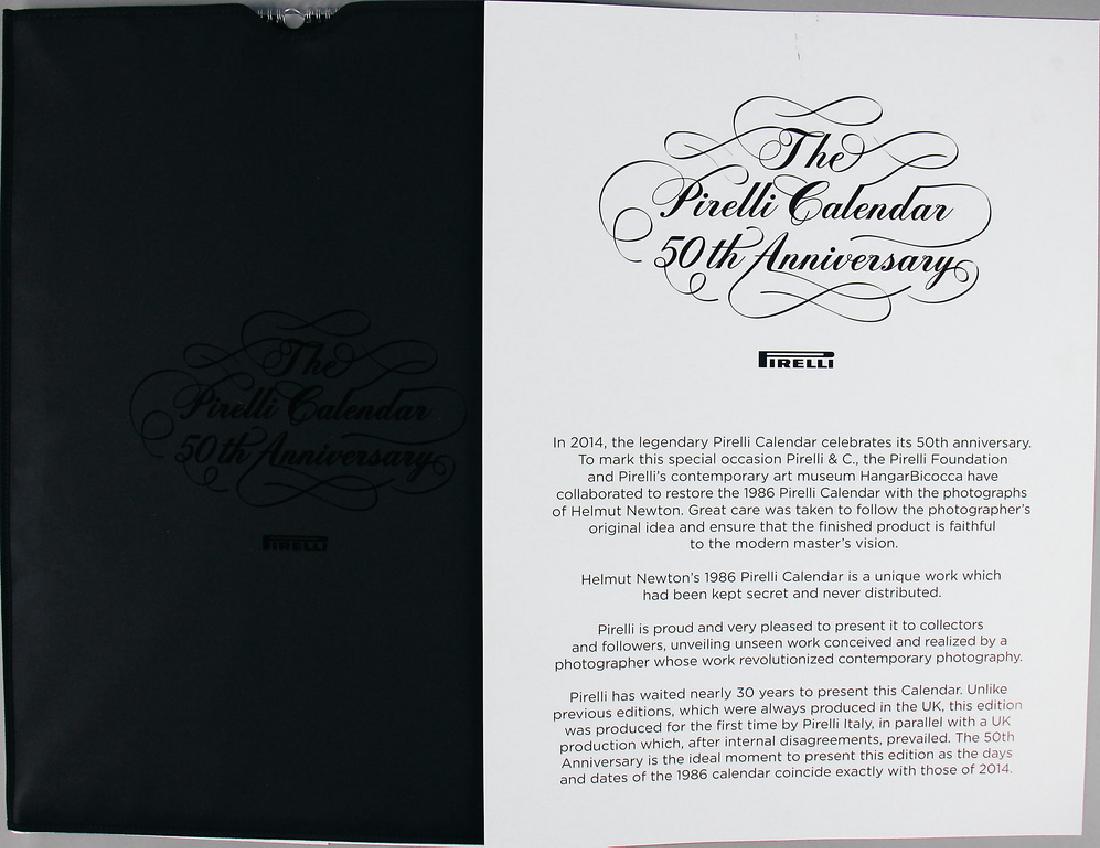 The
Pirelli Calendar
50th Anniversary
PIRELLI
The
Pirelli Calendar
50th Anniversary
PIRELLI
In 2014, the legendary Pirelli Calendar celebrates its 50th anniversary.
To mark this special occasion Pirelli & C., the Pirelli Foundation
and Pirelli's contemporary art museum HangarBicocca have
collaborated to restore the 1986 Pirelli Calendar with the photographs
of Helmut Newton. Great care was taken to follow the photographer's
original idea and ensure that the finished product is faithful
to the modern master's vision.
Helmut Newton's 1986 Pirelli Calendar is a unique work which
had been kept secret and never distributed.
Pirelli is proud and very pleased to present it to collectors
and followers, unveiling unseen work conceived and realized by a
photographer whose work revolutionized contemporary photography.
Pirelli has waited nearly 30 years to present this Calendar. Unlike
previous editions, which were always produced in the UK, this edition
was produced for the first time by Pirelli Italy, in parallel with a UK
production which, after internal disagreements, prevailed. The 50th
Anniversary is the ideal moment to present this edition as the days
and dates of the 1986 calendar coincide exactly with those of 2014.